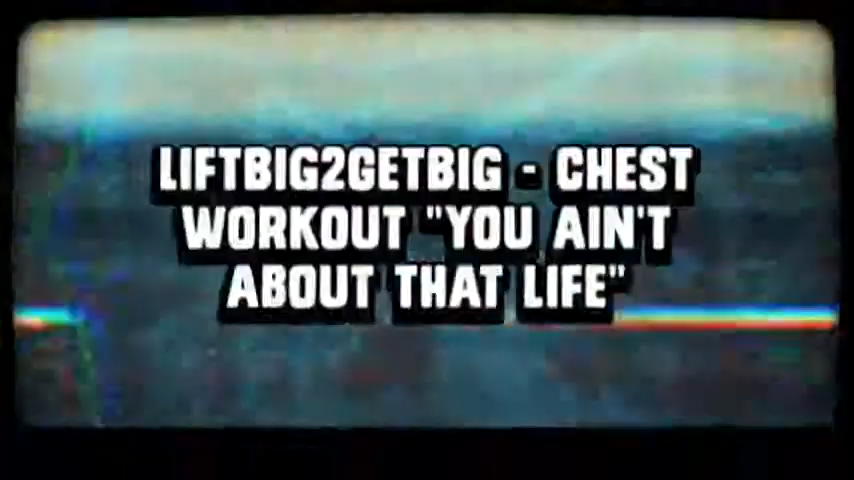 LIFTBIG2GETBIG - CHEST
WORKOUT "YOU AIN'T
ABOUT THAT LIFE"